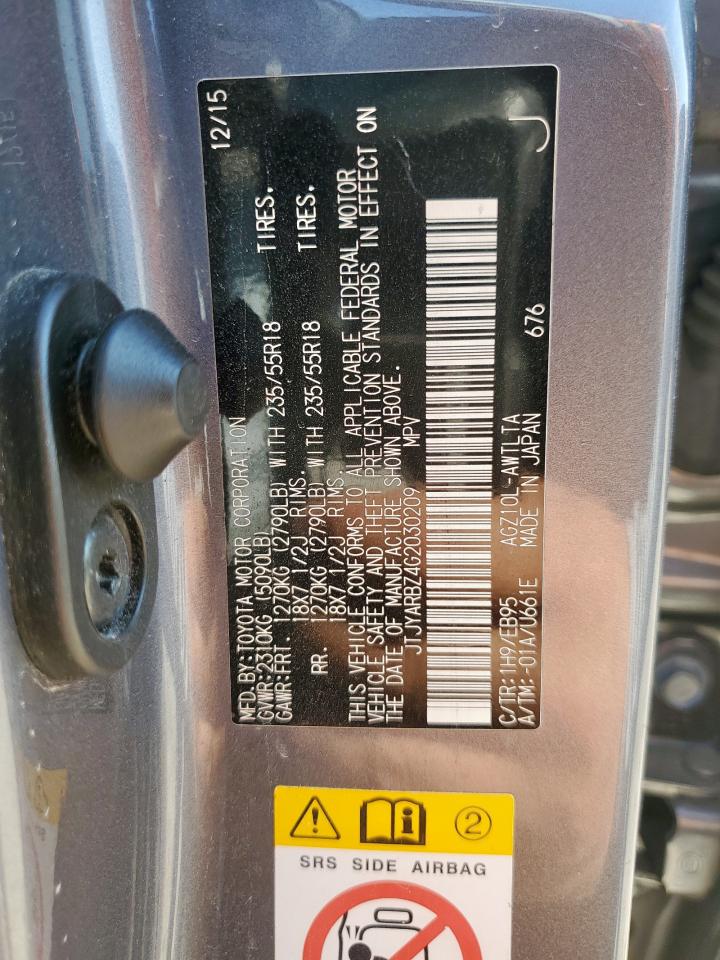 MFD.BY:TOYOTA MOTOR CORPORATION 12/15
GVWR:2310KG (5090LB)
GAWR:FRT. 1270KG (2790LB) WITH 235/55R18 TIRES.
18X7 1/2J RIMS.
RR. 1270KG (2790LB) WITH 235/55R18 TIRES.
18X7 1/2J RIMS.
THIS VEHICLE CONFORMS TO ALL APPLICABLE FEDERAL MOTOR
VEHICLE SAFETY AND THEFT PREVENTION STANDARDS IN EFFECT ON
THE DATE OF MANUFACTURE SHOWN ABOVE.
JTJYARBZ4G2030209 MPV
C/TR:1H9/EB95 AGZ10L-AWTLTA
A/TM:-01A/U661E MADE IN JAPAN 676 J
2
SRS SIDE AIRBAG